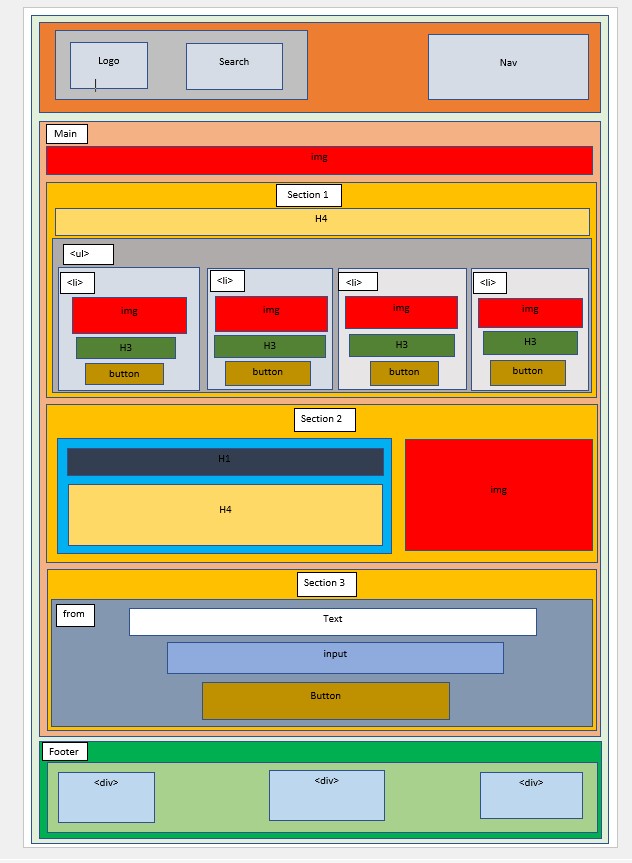 Logo
Search
Nav
Main
img
Section 1
H4
<ul>
<li>
<li>
<li>
<li>
img
img
img
img
H3
H3
H3
H3
button
button
button
button
Section 2
H1
H4
img
Section 3
from
Text
input
Button
Footer
<div>
<div>
<div>